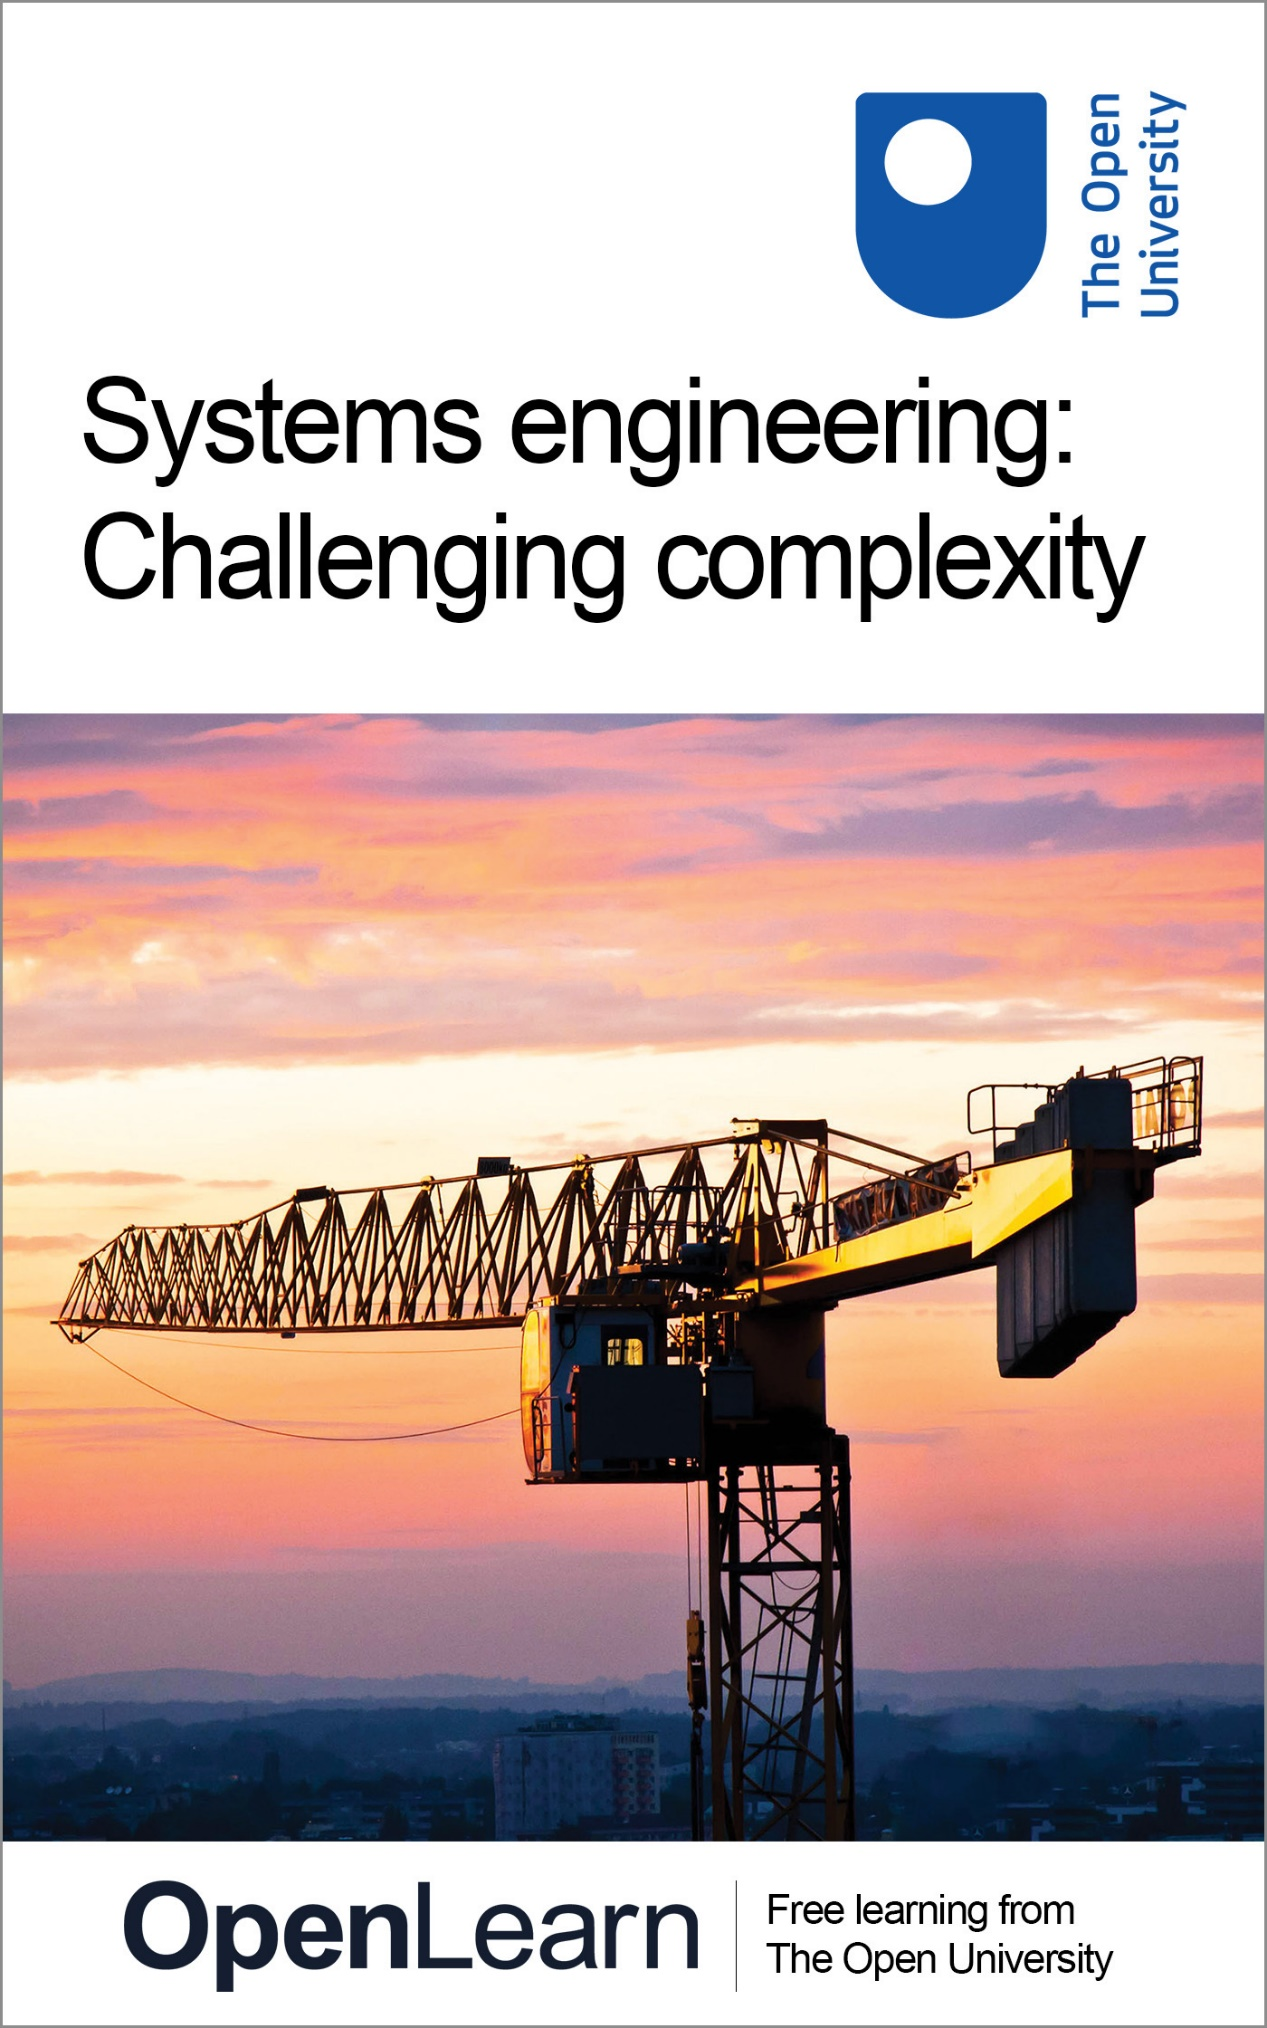 The Open
University
Systems engineering:
Challenging complexity
OpenLearn
Free learning from
The Open University